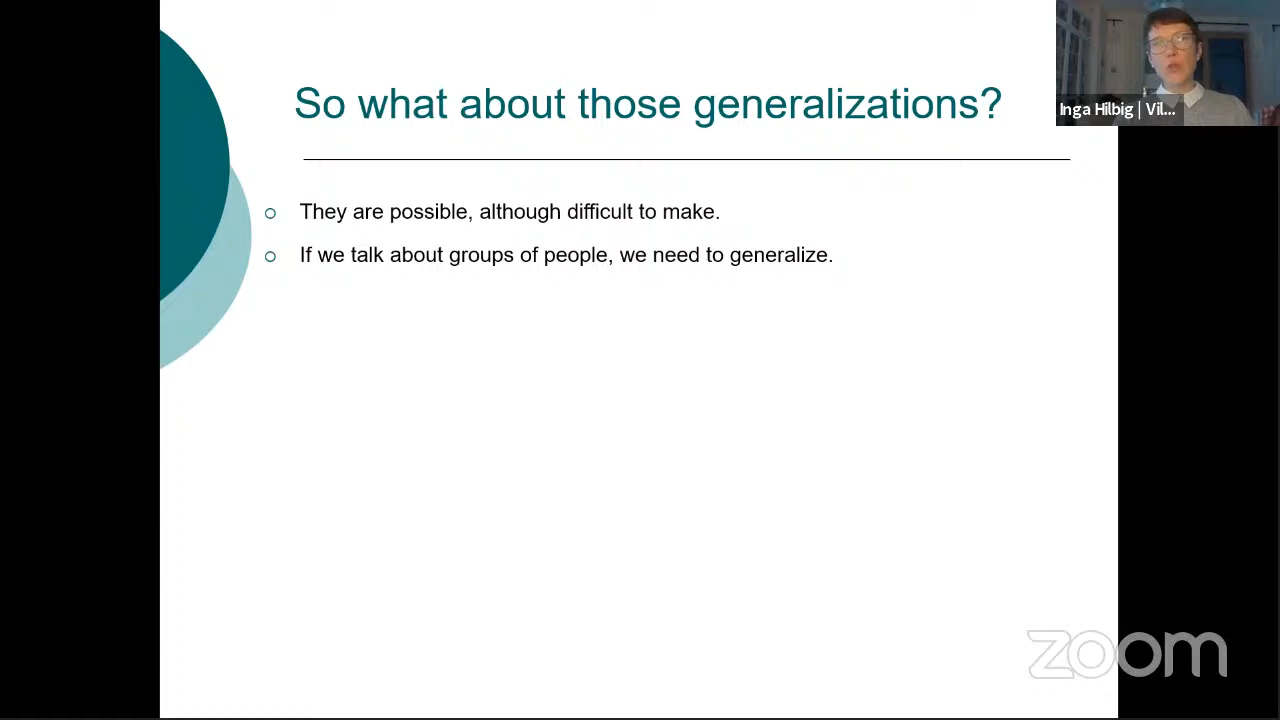 So what about those generalizations?
Inga Hilbig | Vil...
They are possible, although difficult to make.
If we talk about groups of people, we need to generalize.
zoom